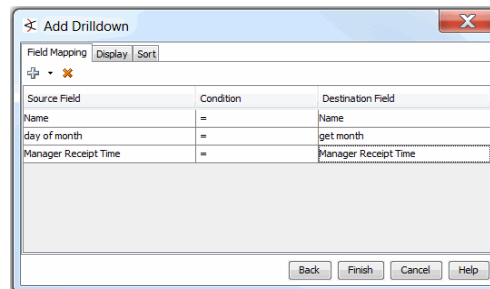 Add Drilldown
Field Mapping Display Sort
Source Field Condition Destination Field
Name = Name
day of month = get month
Manager Receipt Time = Manager Receipt Time
Back Finish Cancel Help